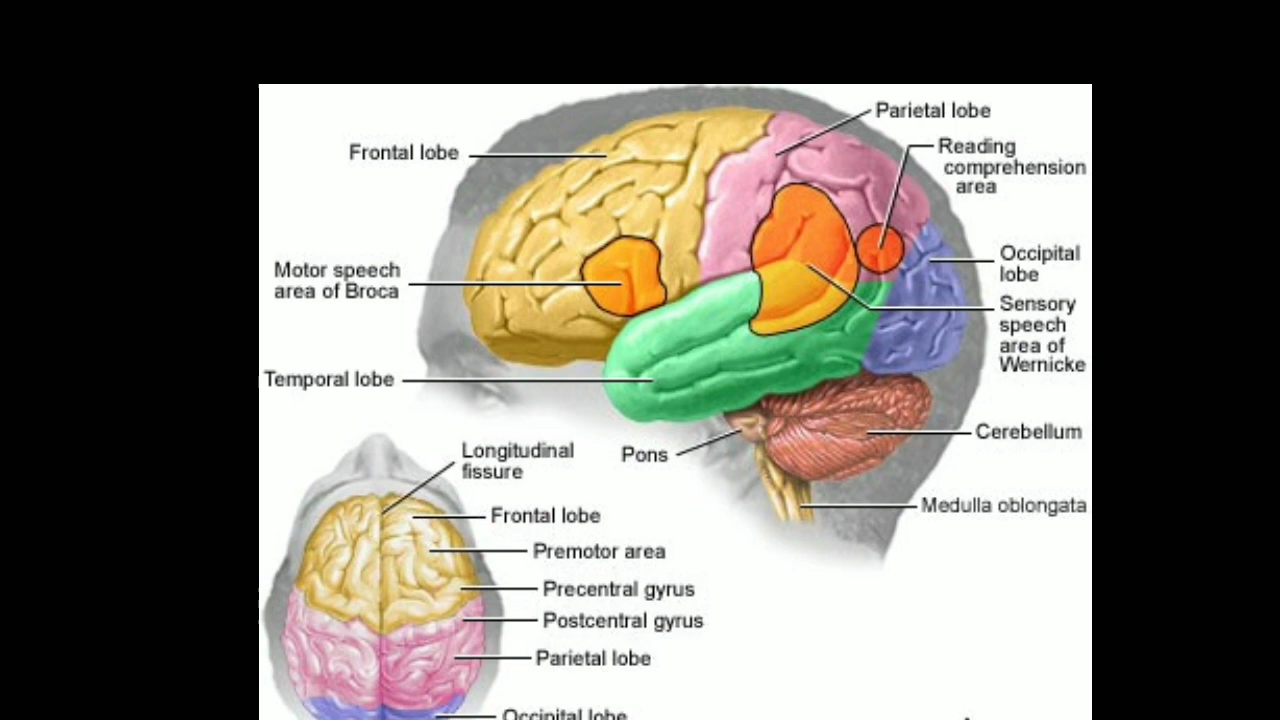 Parietal lobe
Frontal lobe
Reading
comprehension
area
Motor speech
area of Broca
Occipital
lobe
Sensory
speech
area of
Wernicke
Temporal lobe
Pons
Cerebellum
Medulla oblongata
Longitudinal
fissure
Frontal lobe
Premotor area
Precentral gyrus
Postcentral gyrus
Parietal lobe
Occipital lobe